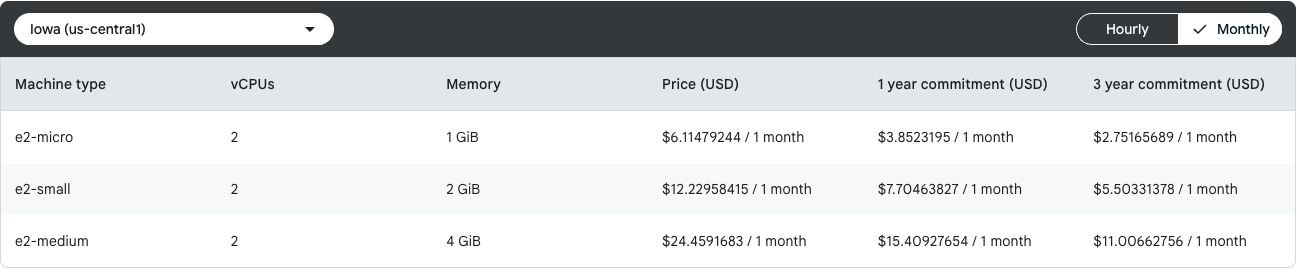 Iowa (us-central1) Hourly Monthly
Machine type vCPUs Memory Price (USD) 1 year commitment (USD) 3 year commitment (USD)
e2-micro 2 1 GiB $6.11479244 / 1 month $3.8523195 / 1 month $2.75165689 / 1 month
e2-small 2 2 GiB $12.22958415 / 1 month $7.70463827 / 1 month $5.50331378 / 1 month
e2-medium 2 4 GiB $24.4591683 / 1 month $15.40927654 / 1 month $11.00662756 / 1 month